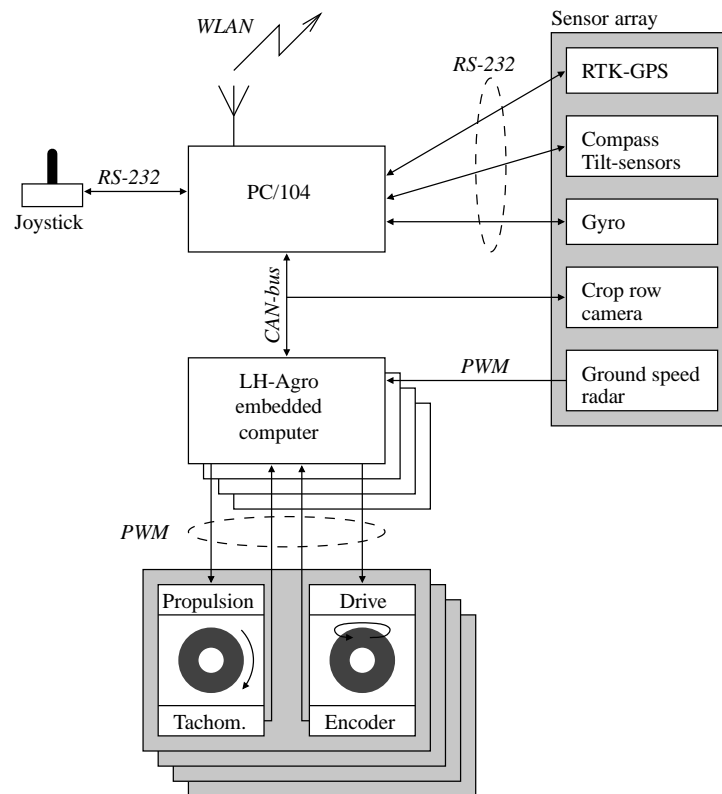 Sensor array
WLAN
RS-232
RTK-GPS
Compass
Tilt-sensors
PC/104
RS-232
Joystick
Gyro
CAN-bus
Crop row
camera
LH-Agro
embedded
computer
PWM
Ground speed
radar
PWM
Propulsion
Drive
Tachom.
Encoder